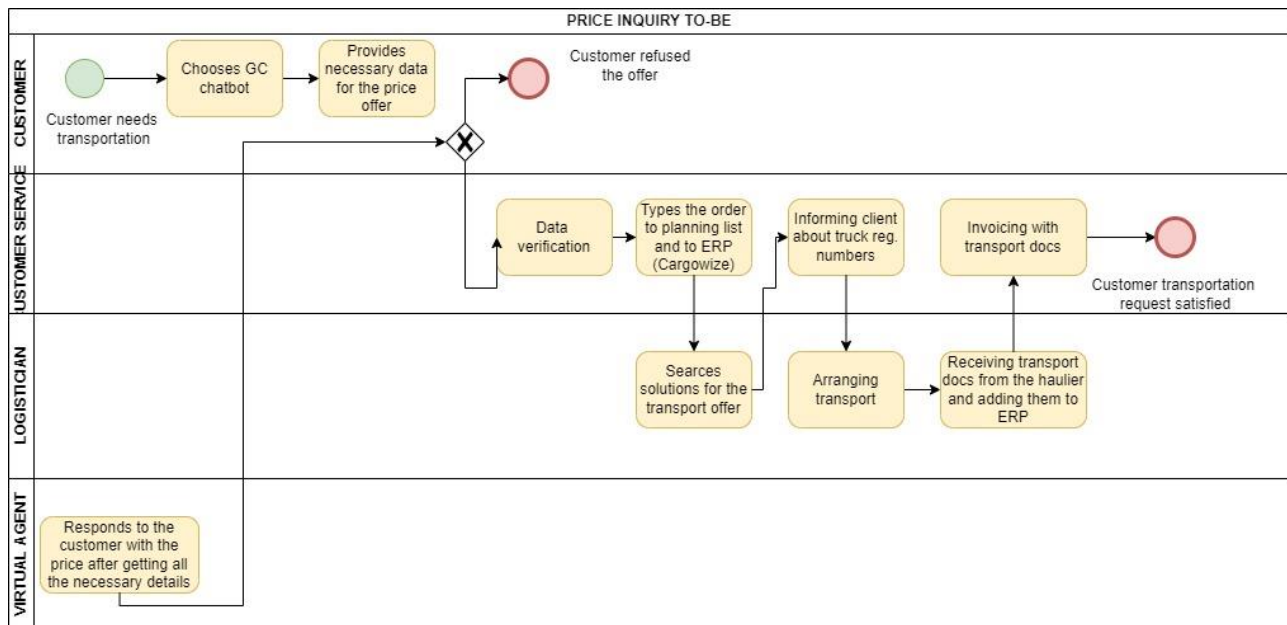 PRICE INQUIRY TO-BE
CUSTOMER
Customer needs
transportation
Chooses GC
chatbot
Provides
necessary data
for the price
offer
Customer refused
the offer
CUSTOMER SERVICE
Data
verification
Types the order
to planning list
and to ERP
(Cargowize)
Informing client
about truck reg.
numbers
Invoicing with
transport docs
Customer transportation
request satisfied
LOGISTICIAN
Searces
solutions for the
transport offer
Arranging
transport
Receiving transport
docs from the haulier
and adding them to
ERP
VIRTUAL AGENT
Responds to the
customer with the
price after getting all
the necessary details